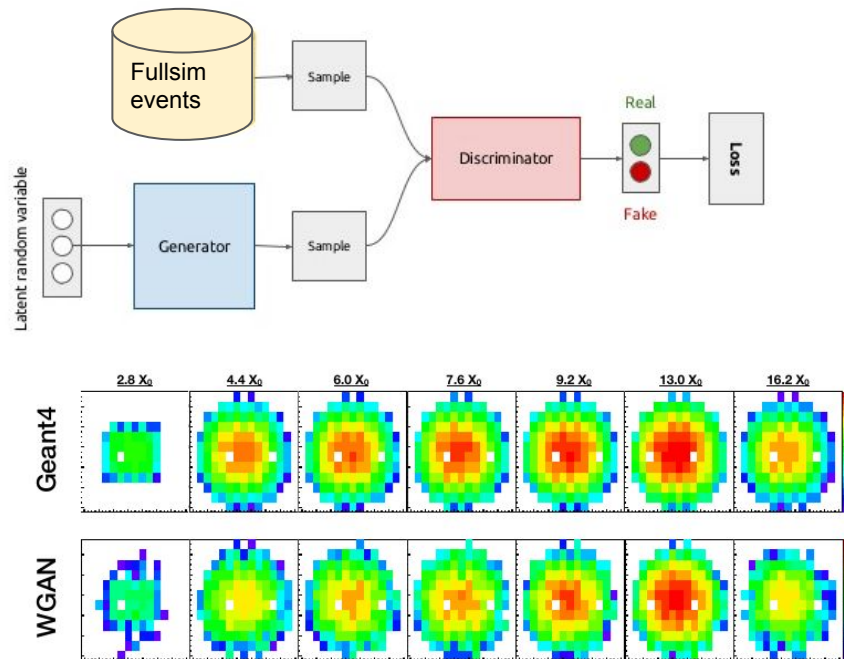 Fullsim
events
Sample
Real
Discriminator
Loss
Fake
Latent random variable
Generator
Sample
2.8 X₀ 4.4 X₀ 6.0 X₀ 7.6 X₀ 9.2 X₀ 13.0 X₀ 16.2 X₀
Geant4
WGAN